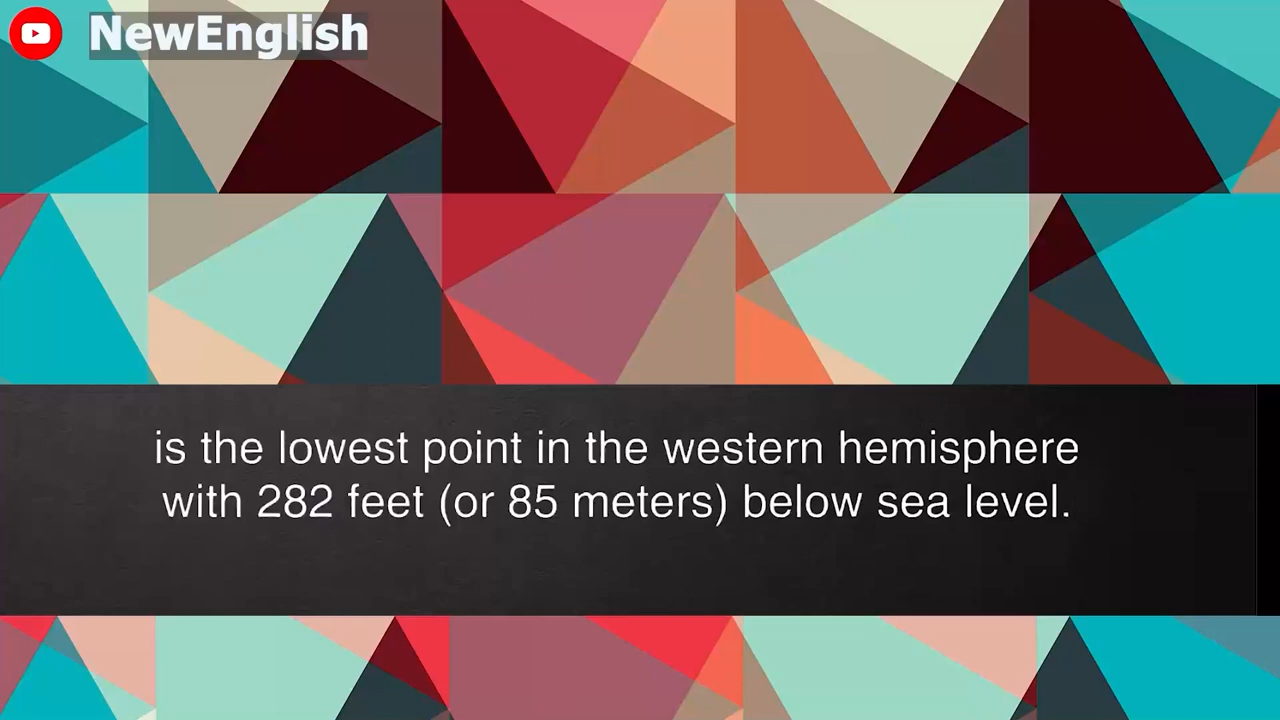 NewEnglish
is the lowest point in the western hemisphere
with 282 feet (or 85 meters) below sea level.